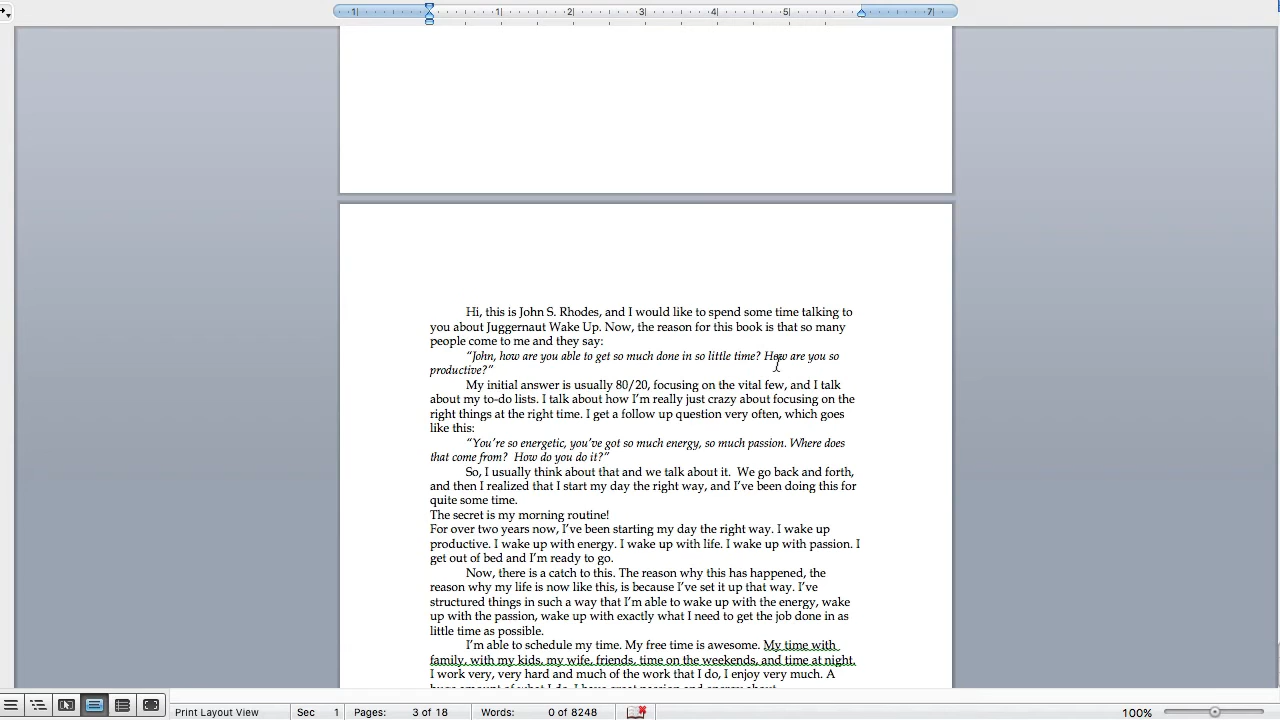 1 1 2 3 4 5 7
Hi, this is John S. Rhodes, and I would like to spend some time talking to
you about Juggernaut Wake Up. Now, the reason for this book is that so many
people come to me and they say:
“John, how are you able to get so much done in so little time? How are you so
productive?”
My initial answer is usually 80/20, focusing on the vital few, and I talk
about my to-do lists. I talk about how I’m really just crazy about focusing on the
right things at the right time. I get a follow up question very often, which goes
like this:
“You’re so energetic, you’ve got so much energy, so much passion. Where does
that come from?  How do you do it?”
So, I usually think about that and we talk about it.  We go back and forth,
and then I realized that I start my day the right way, and I’ve been doing this for
quite some time.
The secret is my morning routine!
For over two years now, I’ve been starting my day the right way. I wake up
productive. I wake up with energy. I wake up with life. I wake up with passion. I
get out of bed and I’m ready to go.
Now, there is a catch to this. The reason why this has happened, the
reason why my life is now like this, is because I’ve set it up that way. I’ve
structured things in such a way that I’m able to wake up with the energy, wake
up with the passion, wake up with exactly what I need to get the job done in as
little time as possible.
I’m able to schedule my time. My free time is awesome. My time with
family, with my kids, my wife, friends, time on the weekends, and time at night.
I work very, very hard and much of the work that I do, I enjoy very much. A
huge amount of what I do, I have great passion and energy about.
Print Layout View Sec 1 Pages: 3 of 18 Words: 0 of 8248 100%